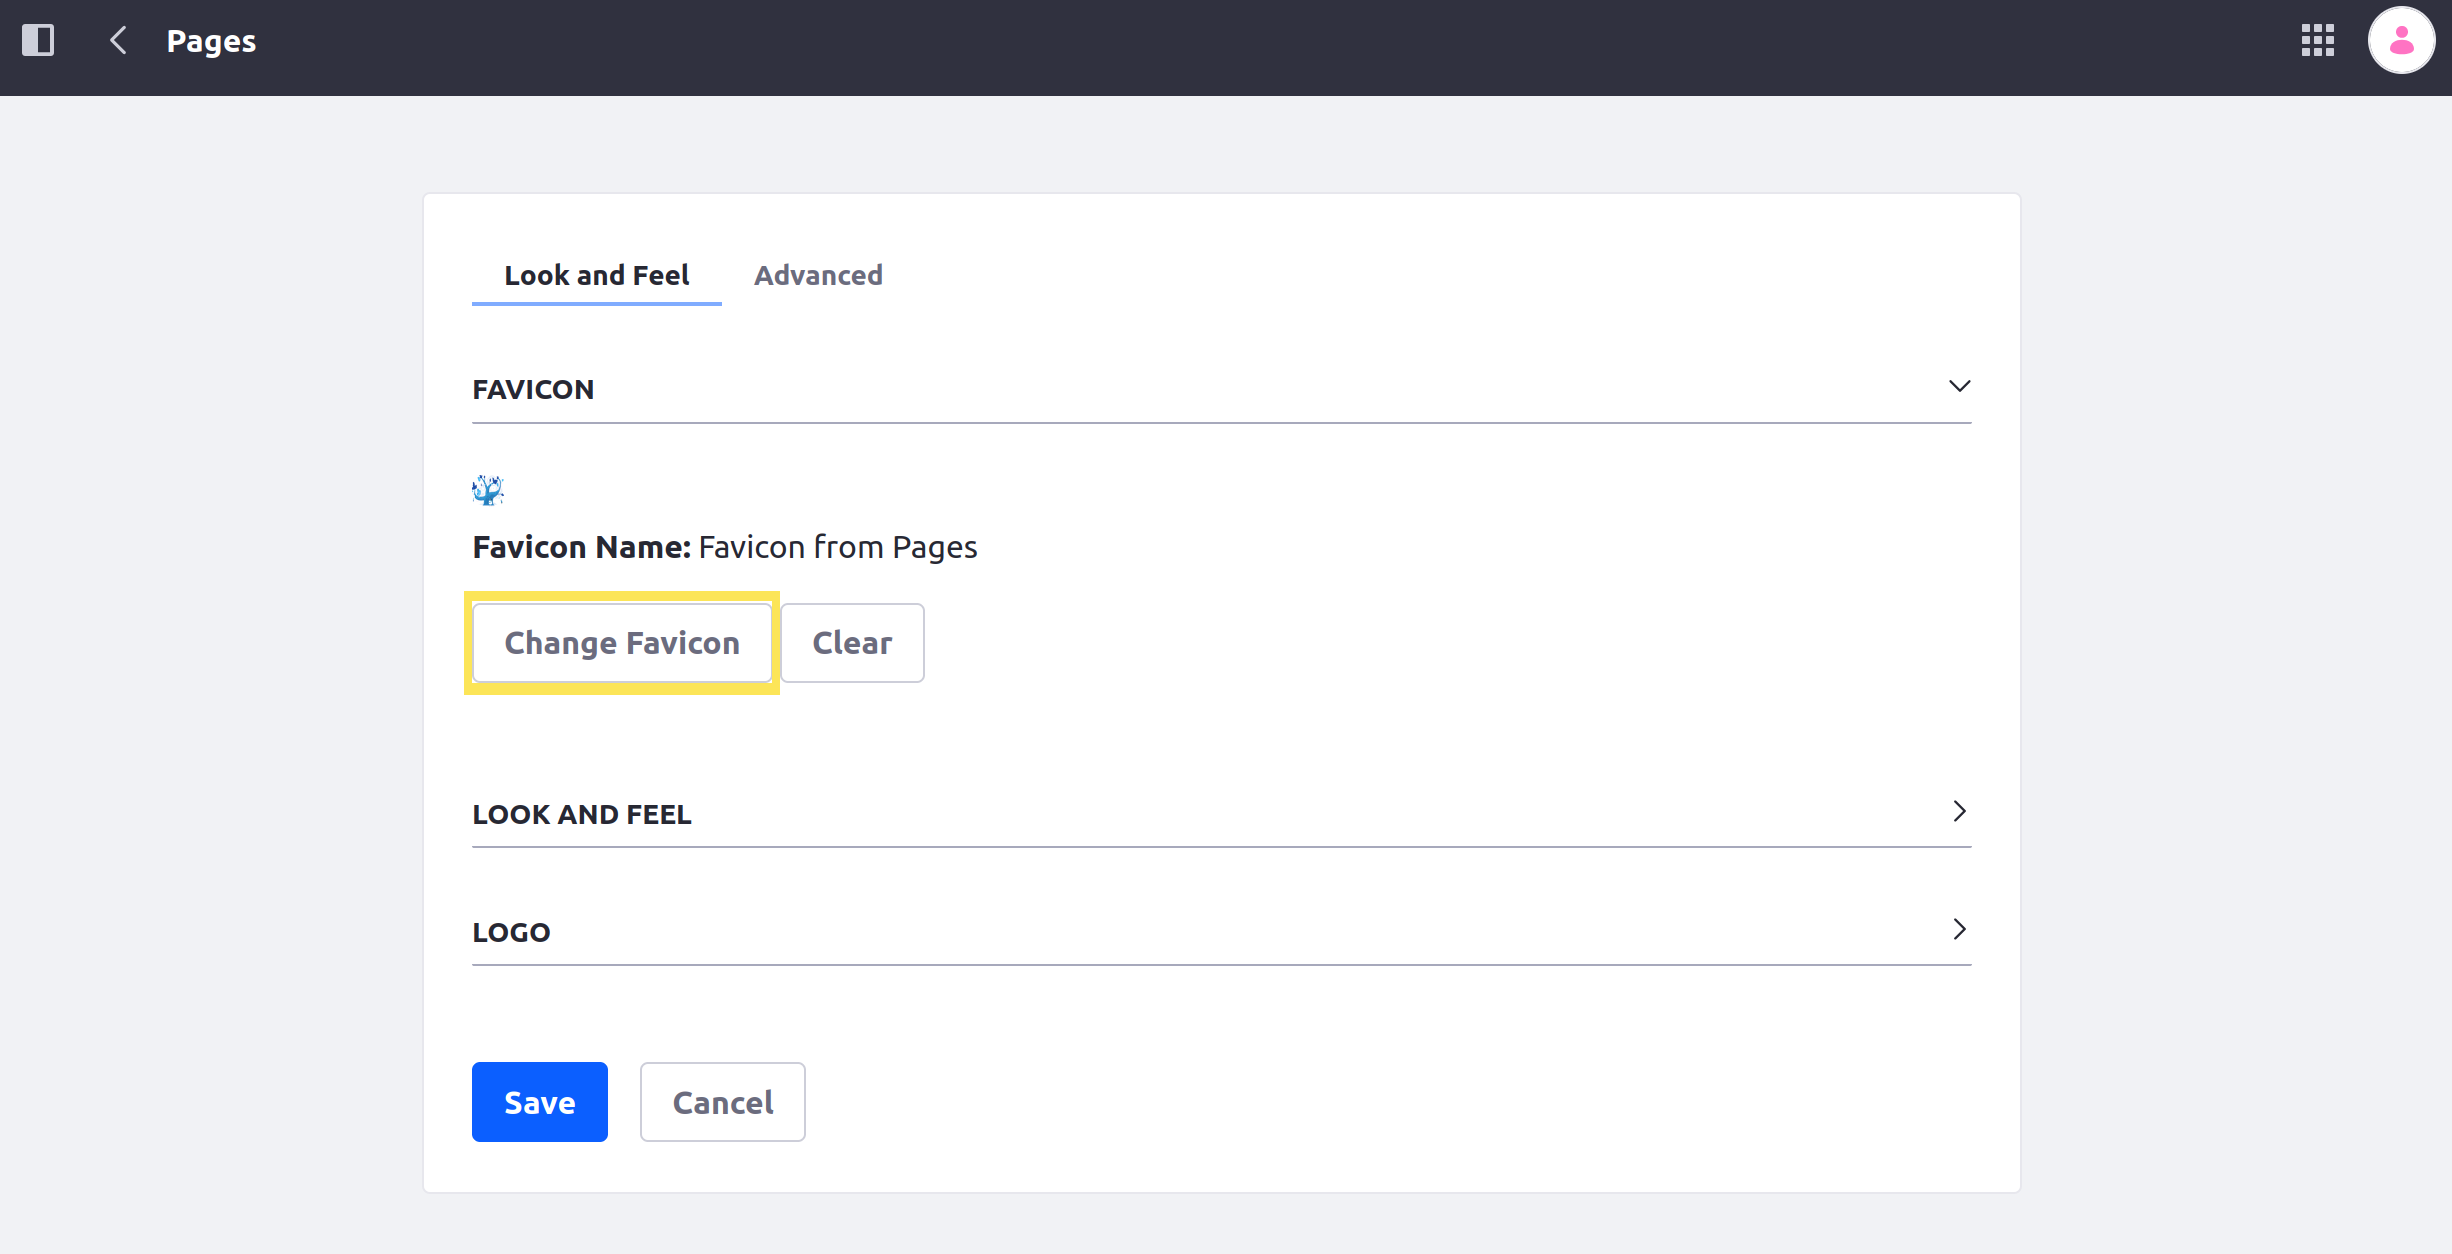 Pages
Look and Feel Advanced
FAVICON
Favicon Name: Favicon from Pages
Change Favicon Clear
LOOK AND FEEL
LOGO
Save Cancel